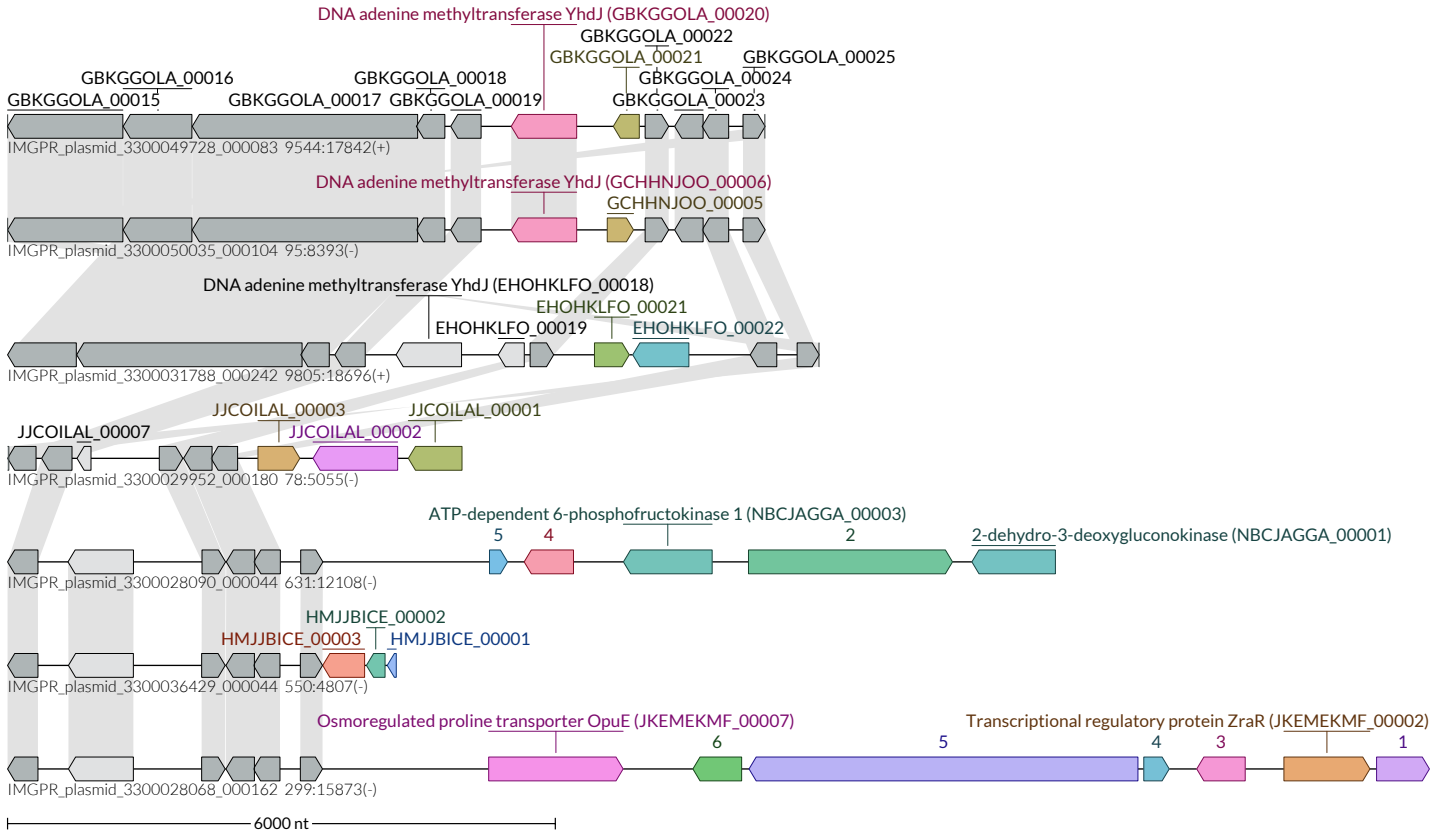 DNA adenine methyltransferase YhdJ (GBKGGOLA_00020)
GBKGGOLA_00022
GBKGGOLA_00021 GBKGGOLA_00025
GBKGGOLA_00016 GBKGGOLA_00018 GBKGGOLA_00024
GBKGGOLA_00015 GBKGGOLA_00017 GBKGGOLA_00019 GBKGGOLA_00023
IMGPR_plasmid_3300049728_000083 9544:17842(+)
DNA adenine methyltransferase YhdJ (GCHHNJOO_00006)
GCHHNJOO_00005
IMGPR_plasmid_3300050035_000104 95:8393(-)
DNA adenine methyltransferase YhdJ (EHOHKLFO_00018)
EHOHKLFO_00021
EHOHKLFO_00019 EHOHKLFO_00022
IMGPR_plasmid_3300031788_000242 9805:18696(+)
JJCOILAL_00003 JJCOILAL_00001
JJCOILAL_00007 JJCOILAL_00002
IMGPR_plasmid_3300029952_000180 78:5055(-)
ATP-dependent 6-phosphofructokinase 1 (NBCJAGGA_00003)
5 4 2 2-dehydro-3-deoxygluconokinase (NBCJAGGA_00001)
IMGPR_plasmid_3300028090_000044 631:12108(-)
HMJJBICE_00002
HMJJBICE_00003 HMJJBICE_00001
IMGPR_plasmid_3300036429_000044 550:4807(-)
Osmoregulated proline transporter OpuE (JKEMEKMF_00007) Transcriptional regulatory protein ZraR (JKEMEKMF_00002)
6 5 4 3 1
IMGPR_plasmid_3300028068_000162 299:15873(-)
6000 nt